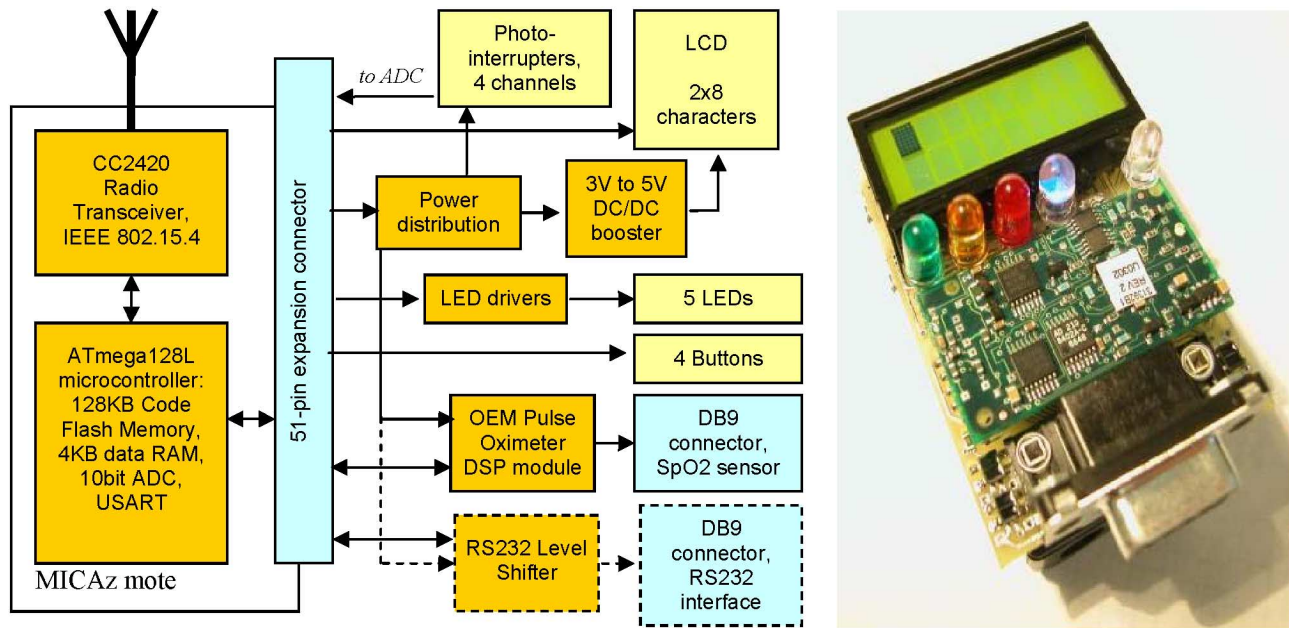 CC2420
Radio
Transceiver,
IEEE 802.15.4
ATmega128L
microcontroller:
128KB Code
Flash Memory,
4KB data RAM,
10bit ADC,
USART
MICAz mote
51-pin expansion connector
to ADC
Photo-
interrupters,
4 channels
LCD
2x8
characters
Power
distribution
3V to 5V
DC/DC
booster
LED drivers
5 LEDs
4 Buttons
OEM Pulse
Oximeter
DSP module
DB9
connector,
SpO2 sensor
RS232 Level
Shifter
DB9
connector,
RS232
interface
REV 2